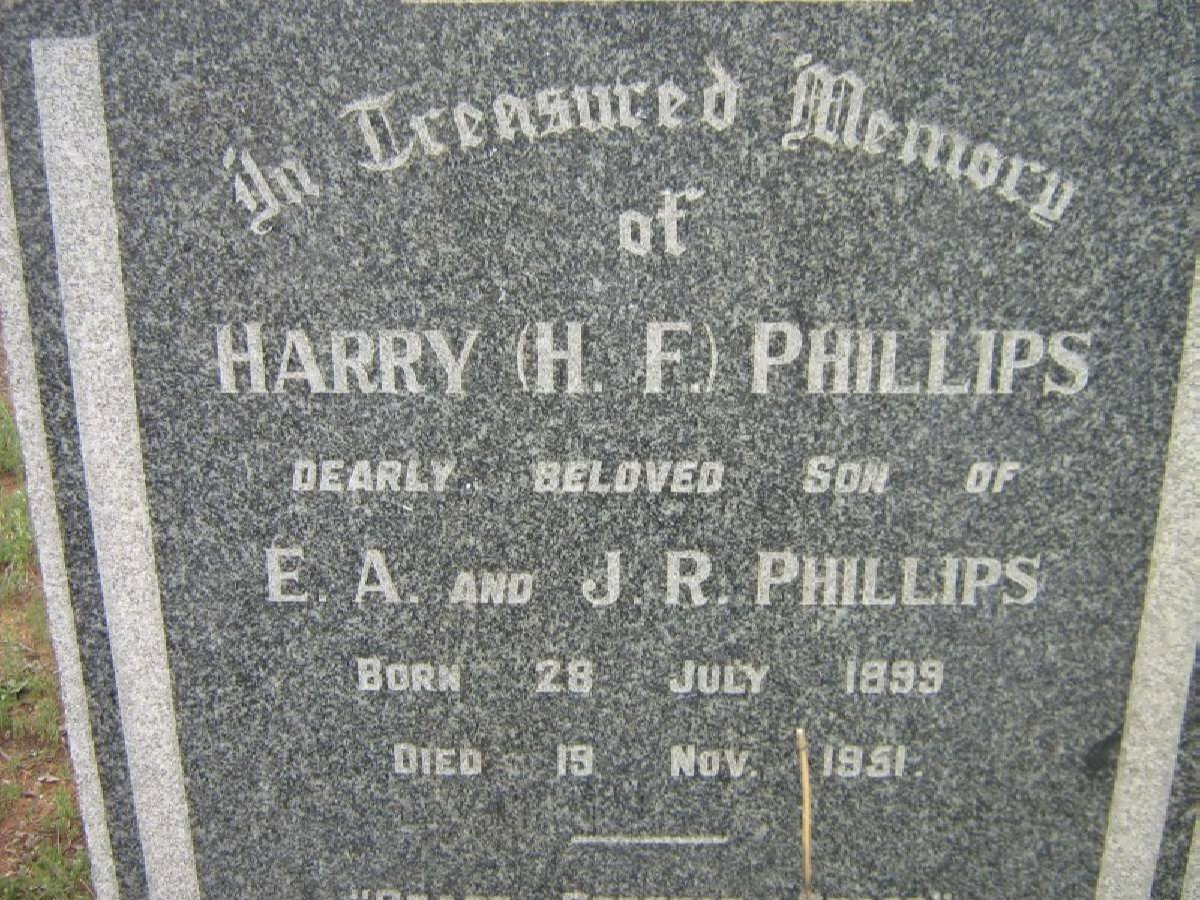 In Treasured Memory
of
HARRY (H. F.) PHILLIPS
DEARLY BELOVED SON OF
E. A. AND J. R. PHILLIPS
BORN 28 JULY 1899
DIED 19 NOV. 1951.